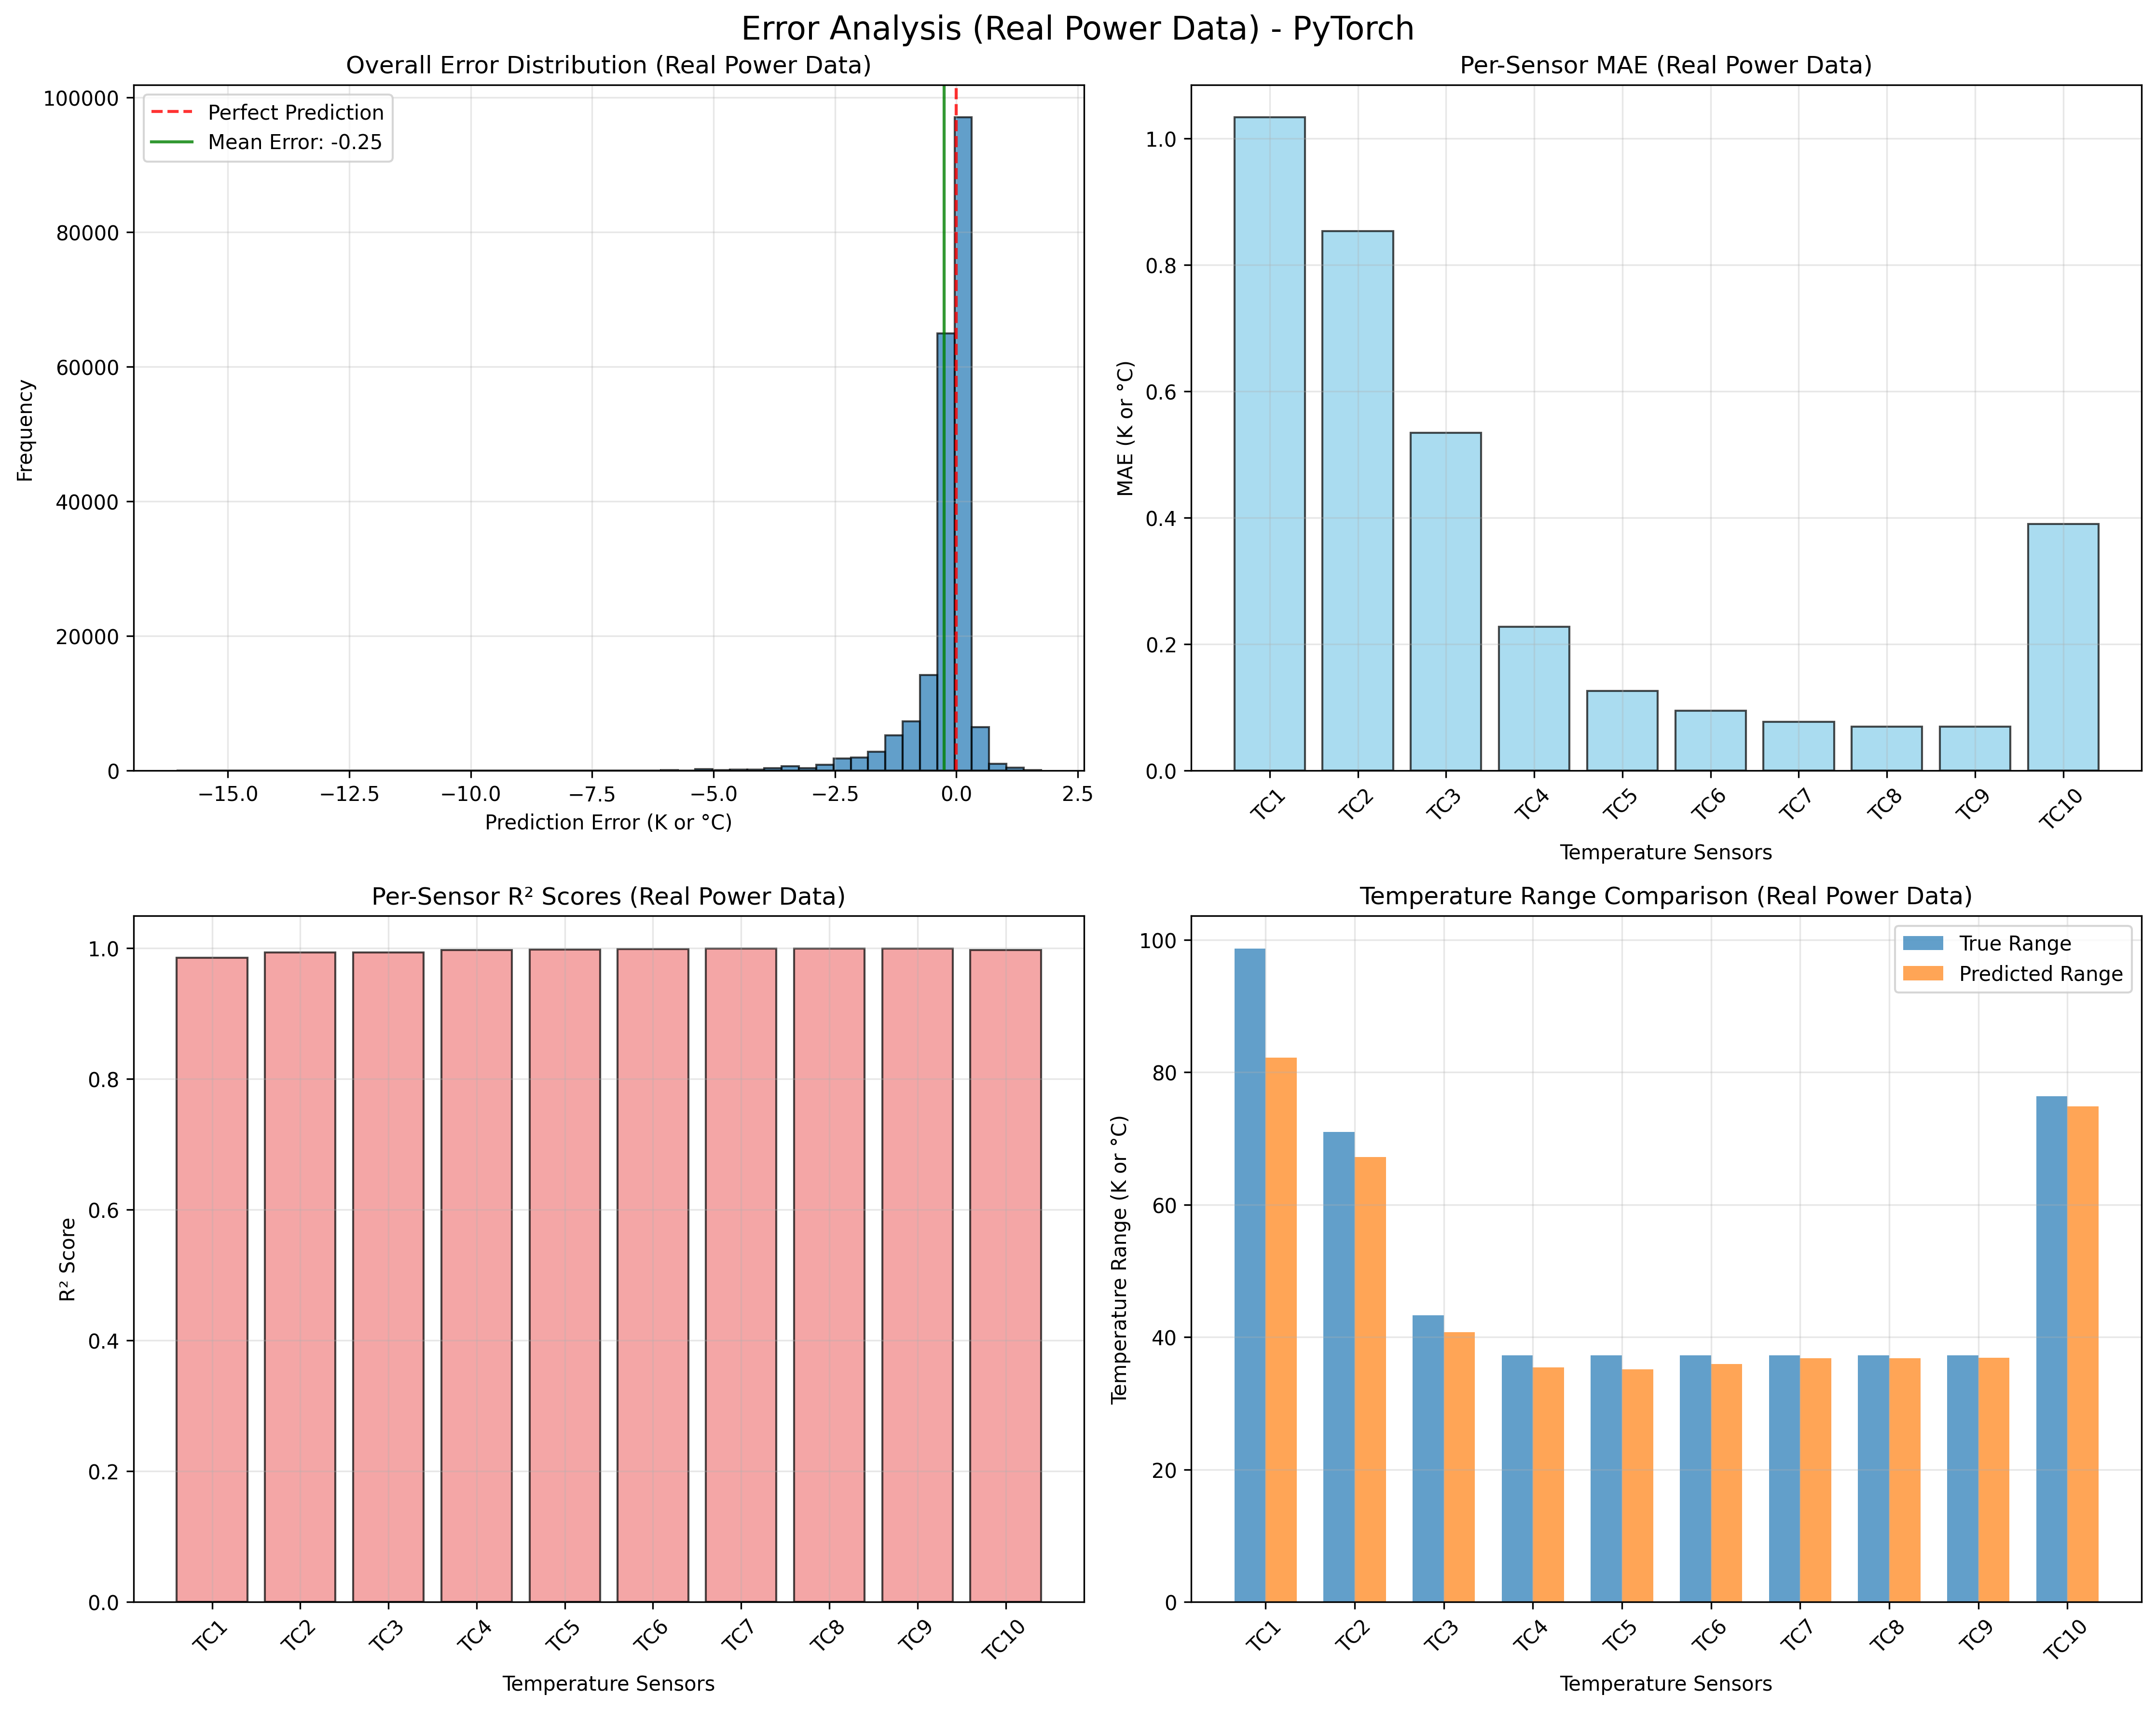 Error Analysis (Real Power Data) - PyTorch
Overall Error Distribution (Real Power Data)
Perfect Prediction
Mean Error: -0.25
Frequency
100000
80000
60000
40000
20000
0
−15.0 −12.5 −10.0 −7.5 −5.0 −2.5 0.0 2.5
Prediction Error (K or °C)
Per-Sensor MAE (Real Power Data)
MAE (K or °C)
1.0
0.8
0.6
0.4
0.2
0.0
TC1 TC2 TC3 TC4 TC5 TC6 TC7 TC8 TC9 TC10
Temperature Sensors
Per-Sensor R² Scores (Real Power Data)
R² Score
1.0
0.8
0.6
0.4
0.2
0.0
TC1 TC2 TC3 TC4 TC5 TC6 TC7 TC8 TC9 TC10
Temperature Sensors
Temperature Range Comparison (Real Power Data)
True Range
Predicted Range
Temperature Range (K or °C)
100
80
60
40
20
0
TC1 TC2 TC3 TC4 TC5 TC6 TC7 TC8 TC9 TC10
Temperature Sensors